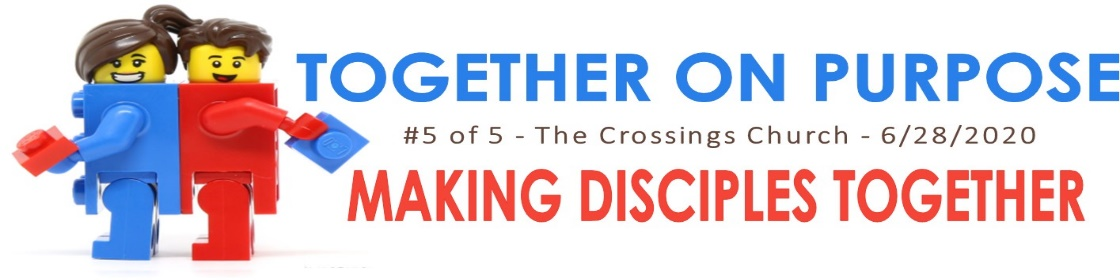 TOGETHER ON PURPOSE
#5 of 5 - The Crossings Church - 6/28/2020
MAKING DISCIPLES TOGETHER